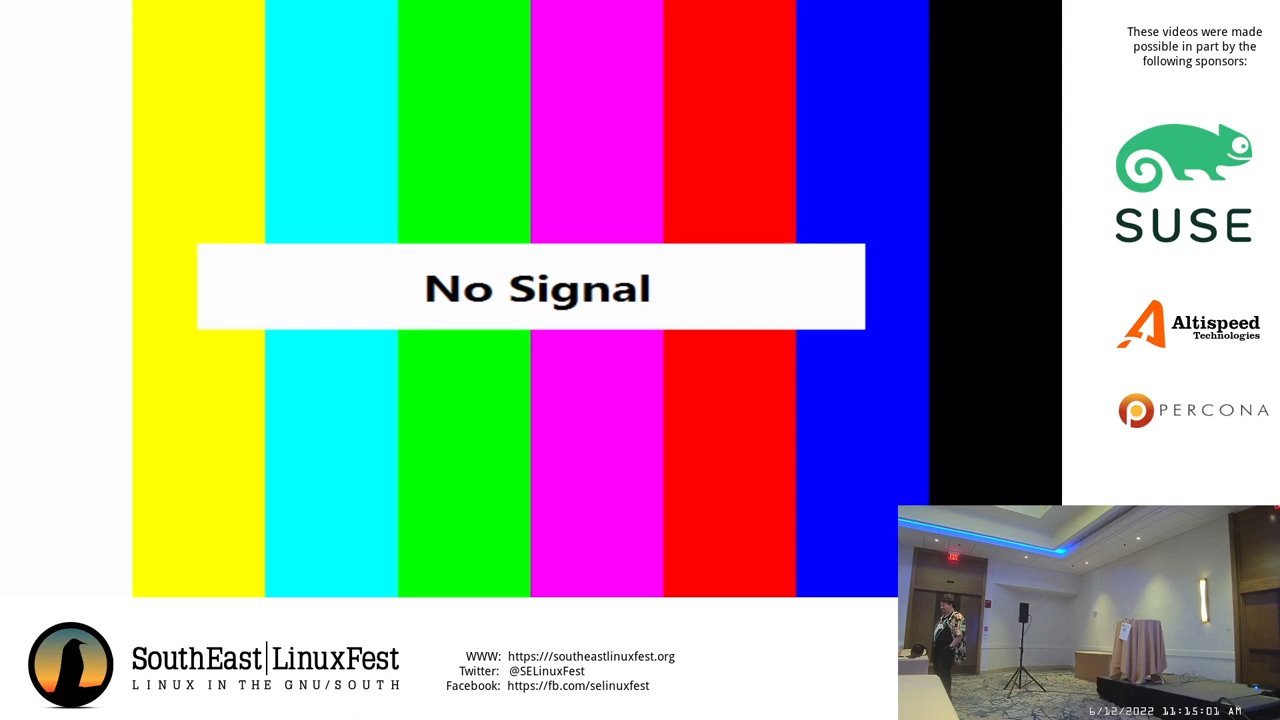 These videos were made
possible in part by the
following sponsors:
SUSE
Altispeed
Technologies
PERCONA
No Signal
SouthEast|LinuxFest
LINUX IN THE GNU/SOUTH
WWW: https:///southeastlinuxfest.org
Twitter: @SELinuxFest
Facebook: https://fb.com/selinuxfest
EXIT
6/12/2022 11:15:01 AM